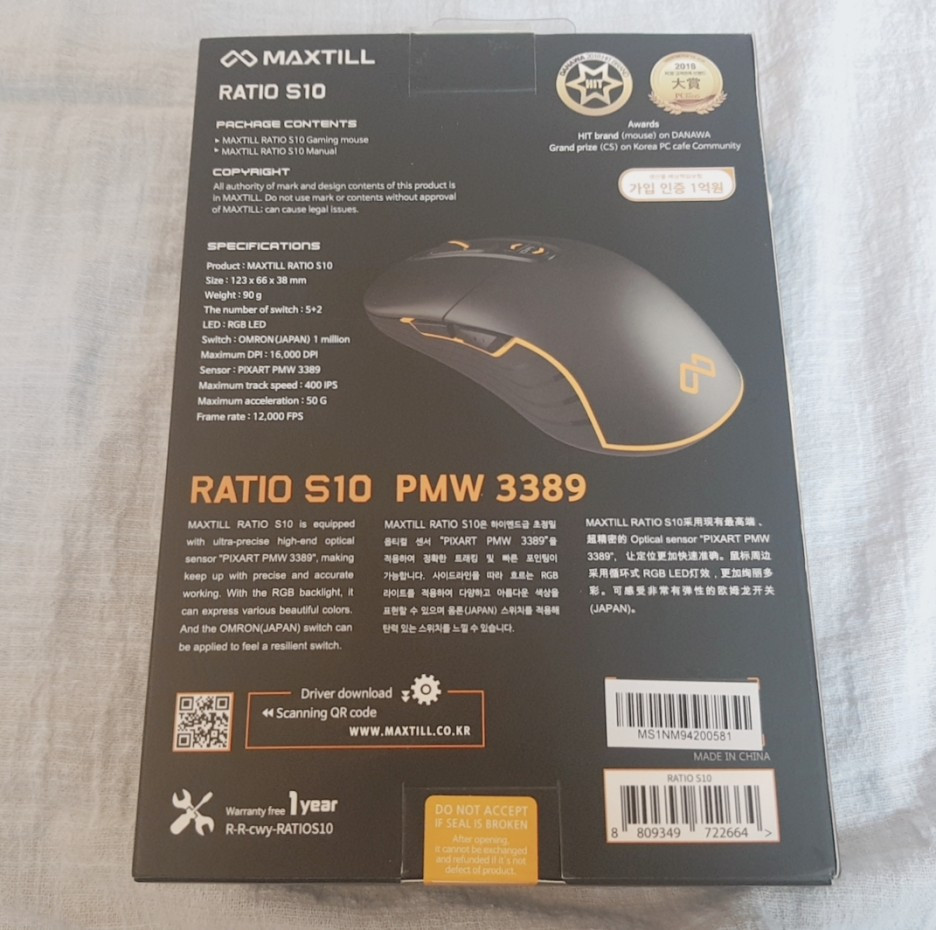 MAXTILL
RATIO S10
PACKAGE CONTENTS
▸ MAXTILL RATIO S10 Gaming mouse
▸ MAXTILL RATIO S10 Manual
COPYRIGHT
All authority of mark and design contents of this product is
in MAXTILL. Do not use mark or contents without approval
of MAXTILL; can cause legal issues.
HIT
2018
大賞
Awards
HIT brand (mouse) on DANAWA
Grand prize (CS) on Korea PC cafe Community
가입 인증 1억원
SPECIFICATIONS
Product : MAXTILL RATIO S10
Size : 123 x 66 x 38 mm
Weight : 90 g
The number of switch : 5+2
LED : RGB LED
Switch : OMRON(JAPAN) 1 million
Maximum DPI : 16,000 DPI
Sensor : PIXART PMW 3389
Maximum track speed : 400 IPS
Maximum acceleration : 50 G
Frame rate : 12,000 FPS
RATIO S10 PMW 3389
MAXTILL RATIO S10 is equipped
with ultra-precise high-end optical
sensor "PIXART PMW 3389", making
keep up with precise and accurate
working. With the RGB backlight, it
can express various beautiful colors.
And the OMRON(JAPAN) switch can
be applied to feel a resilient switch.
MAXTILL RATIO S10은 하이엔드급 초정밀
옵티컬 센서 "PIXART PMW 3389"을
적용하여 정확한 트래킹 및 빠른 포인팅이
가능합니다. 사이드라인을 따라 흐르는 RGB
라이트를 적용하여 다양하고 아름다운 색상을
표현할 수 있으며 옴론(JAPAN) 스위치를 적용해
탄력 있는 스위치를 느낄 수 있습니다.
MAXTILL RATIO S10采用现有最高端、
超精密的 Optical sensor "PIXART PMW
3389", 让定位更加快速准确。鼠标周边
采用循环式 RGB LED灯效，更加绚丽多
彩。可感受非常有弹性的欧姆龙开关
(JAPAN)。
Driver download
◀◀ Scanning QR code
WWW.MAXTILL.CO.KR
MS1NM94200581
MADE IN CHINA
RATIO S10
8 809349 722664 >
Warranty free 1year
R-R-cwy-RATIOS10
DO NOT ACCEPT
IF SEAL IS BROKEN
After opening,
it cannot be exchanged
and refunded if it's not
defect of product.